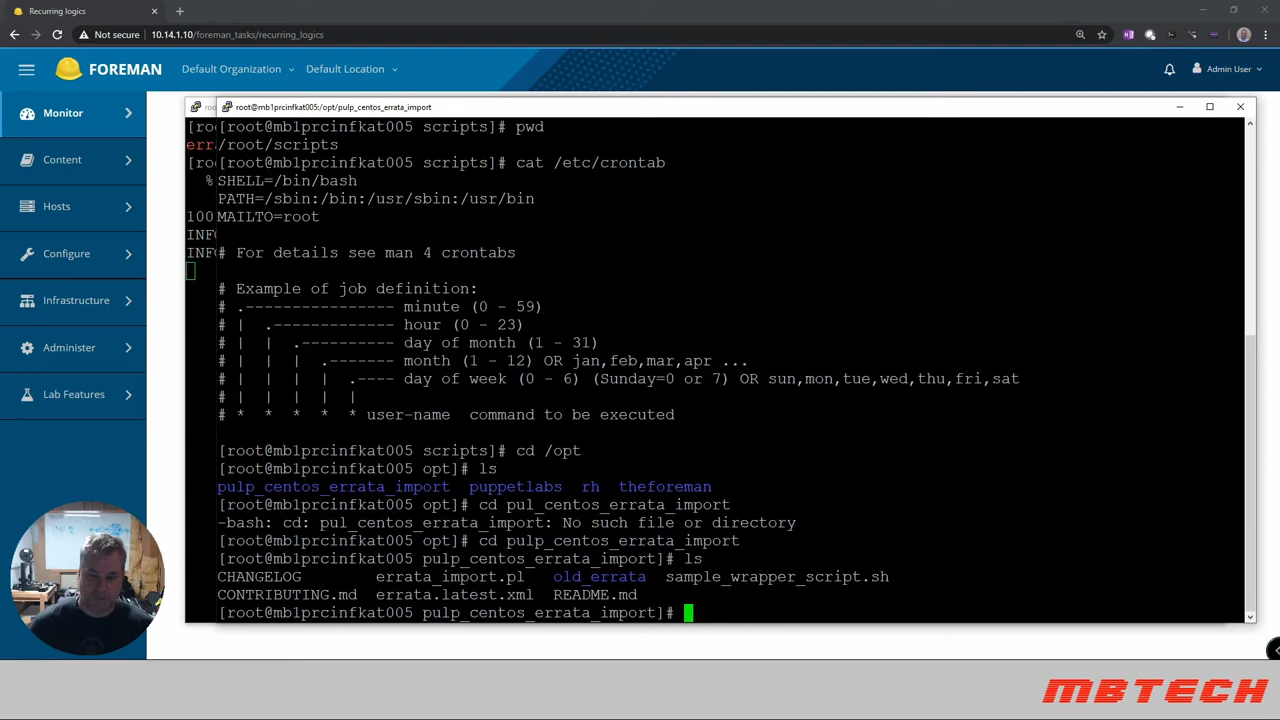 Recurring logics
Not secure 10.14.1.10/foreman_tasks/recurring_logics
FOREMAN Default Organization Default Location Admin User
Monitor
Content
Hosts
Configure
Infrastructure
Administer
Lab Features
root@mb1prcinfkat005:/opt/pulp_centos_errata_import
[root@mb1prcinfkat005 scripts]# pwd
/root/scripts
[root@mb1prcinfkat005 scripts]# cat /etc/crontab
SHELL=/bin/bash
PATH=/sbin:/bin:/usr/sbin:/usr/bin
MAILTO=root
# For details see man 4 crontabs
# Example of job definition:
# .---------------- minute (0 - 59)
# | .------------- hour (0 - 23)
# | | .---------- day of month (1 - 31)
# | | | .------- month (1 - 12) OR jan,feb,mar,apr ...
# | | | | .---- day of week (0 - 6) (Sunday=0 or 7) OR sun,mon,tue,wed,thu,fri,sat
# | | | | |
# * * * * * user-name command to be executed
[root@mb1prcinfkat005 scripts]# cd /opt
[root@mb1prcinfkat005 opt]# ls
pulp_centos_errata_import puppetlabs rh theforeman
[root@mb1prcinfkat005 opt]# cd pul_centos_errata_import
-bash: cd: pul_centos_errata_import: No such file or directory
[root@mb1prcinfkat005 opt]# cd pulp_centos_errata_import
[root@mb1prcinfkat005 pulp_centos_errata_import]# ls
CHANGELOG errata_import.pl old_errata sample_wrapper_script.sh
CONTRIBUTING.md errata.latest.xml README.md
[root@mb1prcinfkat005 pulp_centos_errata_import]#
[ro
err
[ro
%
100
INF
INF
MBTECH